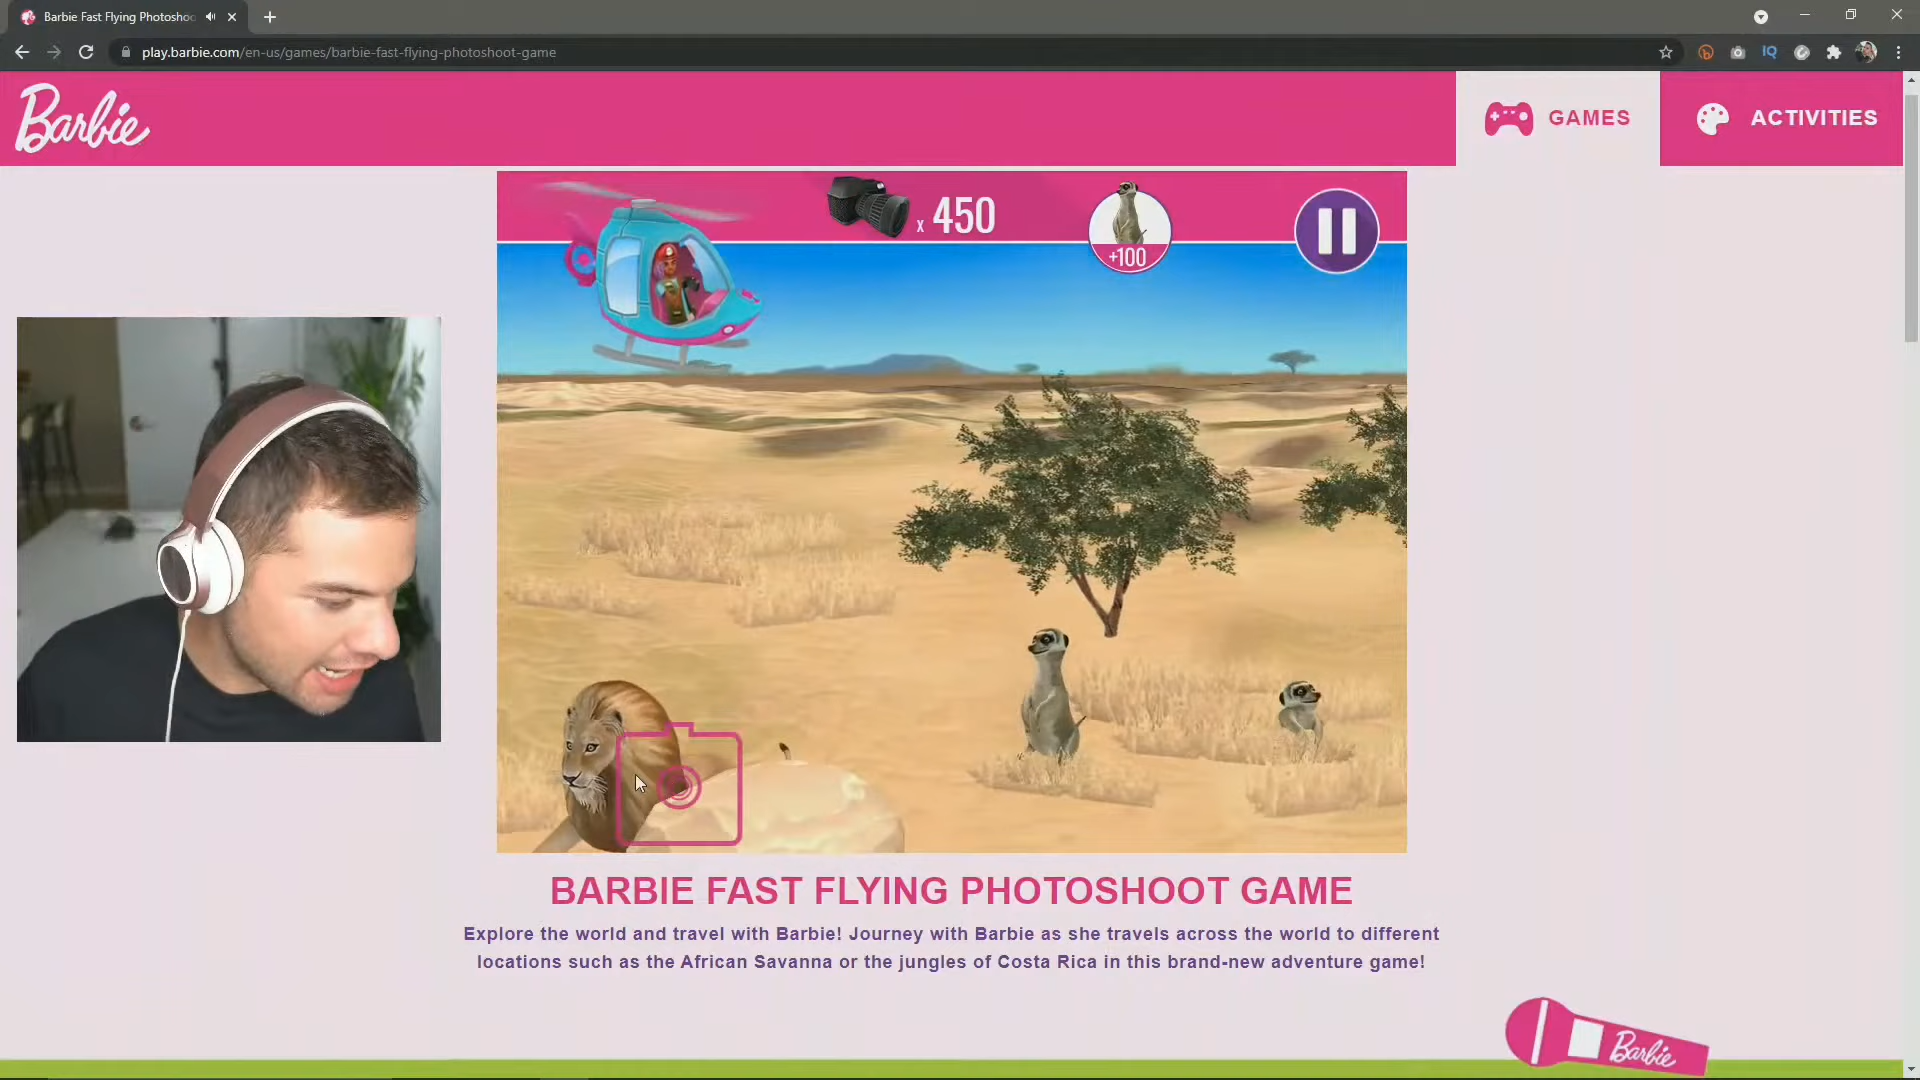 Barbie Fast Flying Photoshoo
play.barbie.com/en-us/games/barbie-fast-flying-photoshoot-game
IQ
Barbie
GAMES
ACTIVITIES
x 450
+100
BARBIE FAST FLYING PHOTOSHOOT GAME
Explore the world and travel with Barbie! Journey with Barbie as she travels across the world to different
locations such as the African Savanna or the jungles of Costa Rica in this brand-new adventure game!
Barbie